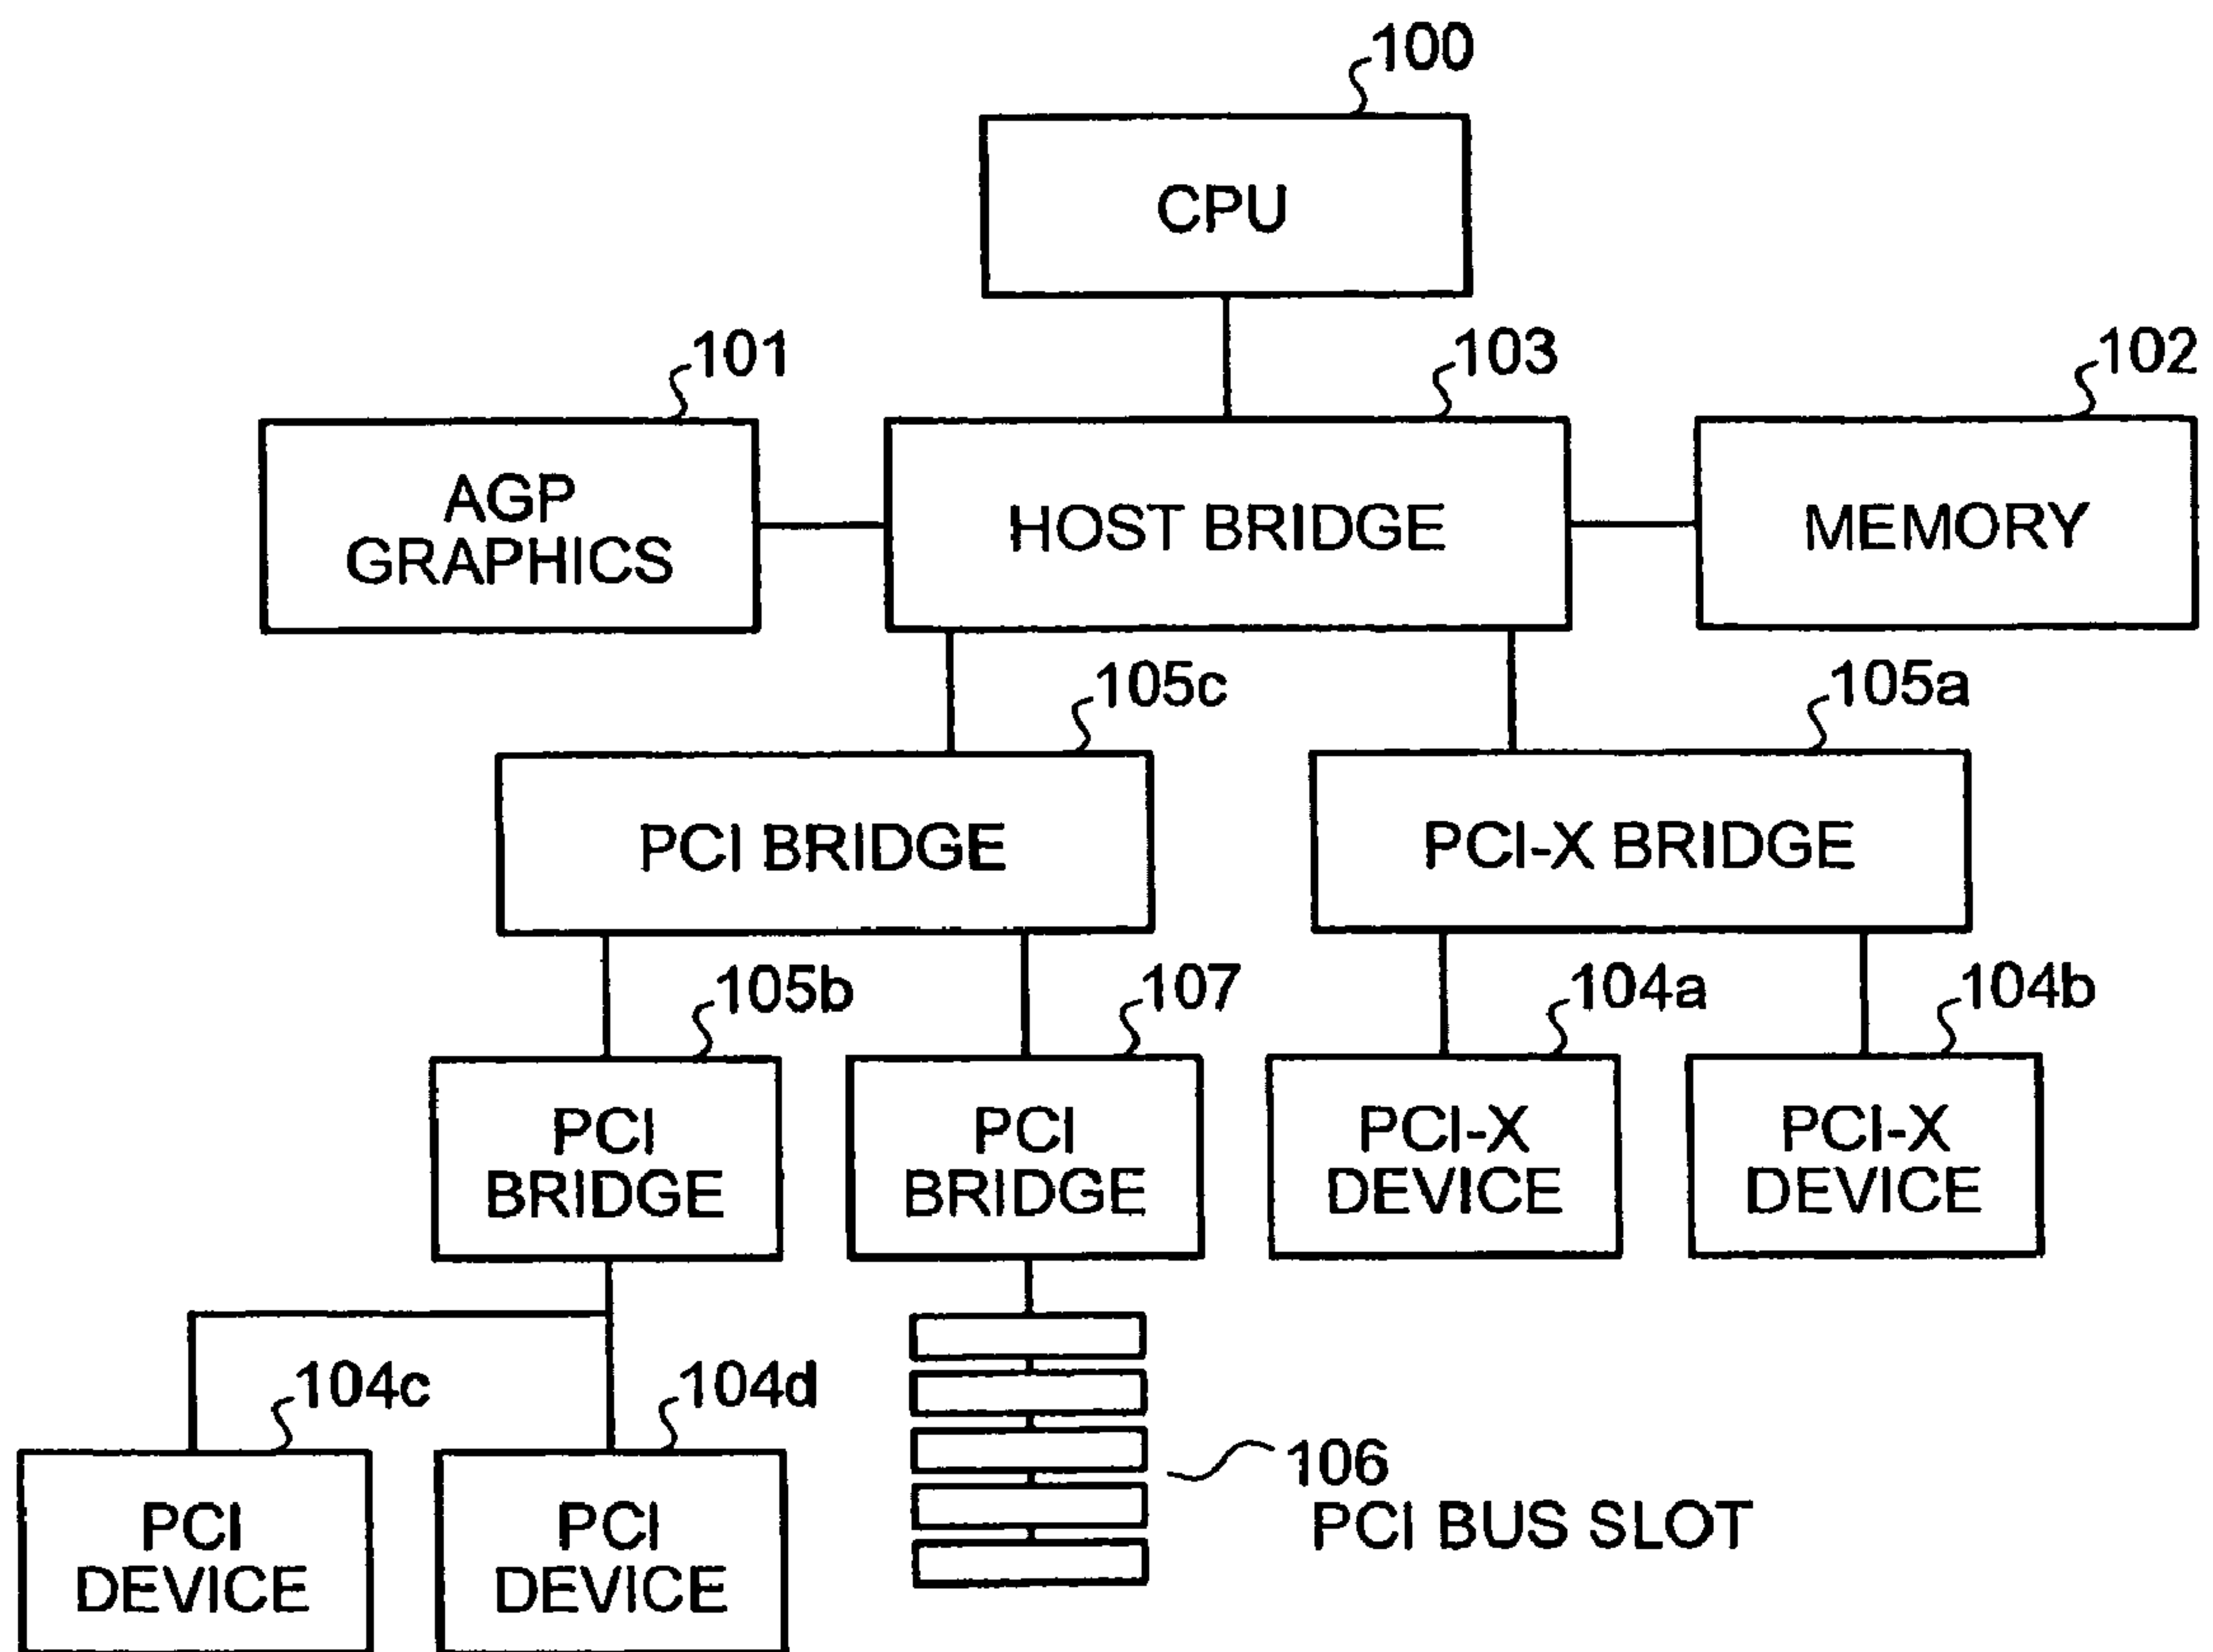 100
CPU
101
103
102
AGP
GRAPHICS
HOST BRIDGE
MEMORY
105c
105a
PCI BRIDGE
PCI-X BRIDGE
105b
107
104a
104b
PCI
BRIDGE
PCI
BRIDGE
PCI-X
DEVICE
PCI-X
DEVICE
104c
104d
106
PCI BUS SLOT
PCI
DEVICE
PCI
DEVICE